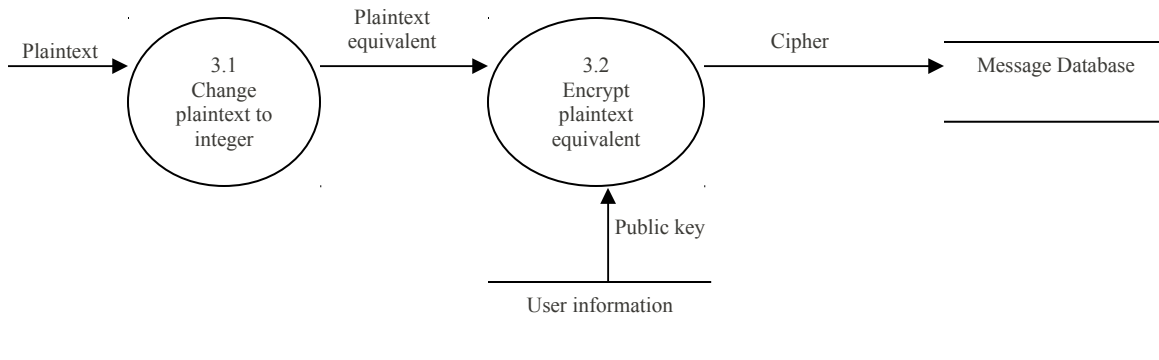 Plaintext
3.1
Change
plaintext to
integer
Plaintext
equivalent
3.2
Encrypt
plaintext
equivalent
Cipher
Message Database
Public key
User information